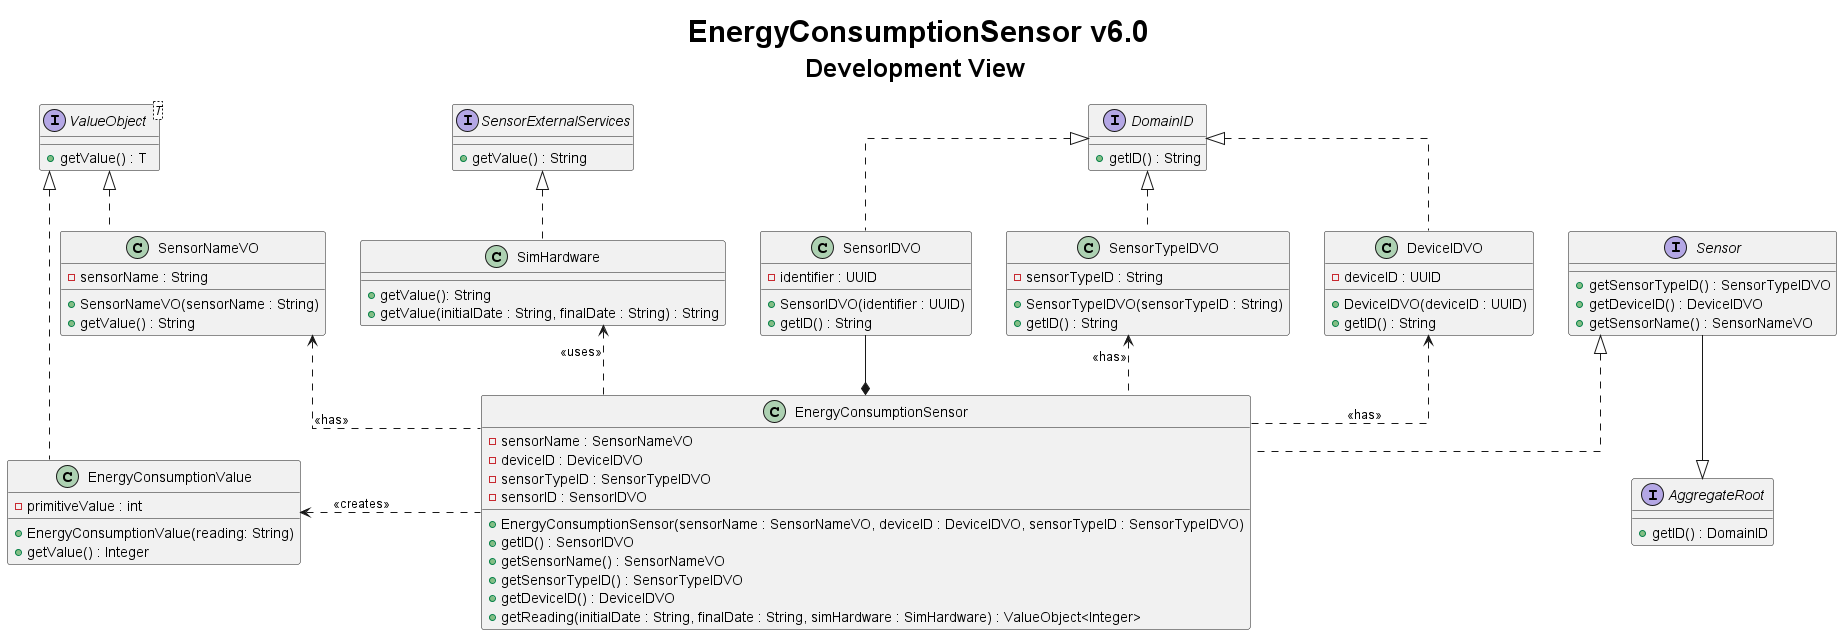 EnergyConsumptionSensor v6.0
Development View
I ValueObject T
getValue() : T
I SensorExternalServices
getValue() : String
I DomainID
getID() : String
C SensorNameVO
sensorName : String
SensorNameVO(sensorName : String)
getValue() : String
C SimHardware
getValue(): String
getValue(initialDate : String, finalDate : String) : String
C SensorIDVO
identifier : UUID
SensorIDVO(identifier : UUID)
getID() : String
C SensorTypeIDVO
sensorTypeID : String
SensorTypeIDVO(sensorTypeID : String)
getID() : String
C DeviceIDVO
deviceID : UUID
DeviceIDVO(deviceID : UUID)
getID() : String
I Sensor
getSensorTypeID() : SensorTypeIDVO
getDeviceID() : DeviceIDVO
getSensorName() : SensorNameVO
«uses»
«has»
«has»
«has»
C EnergyConsumptionSensor
sensorName : SensorNameVO
deviceID : DeviceIDVO
sensorTypeID : SensorTypeIDVO
sensorID : SensorIDVO
EnergyConsumptionSensor(sensorName : SensorNameVO, deviceID : DeviceIDVO, sensorTypeID : SensorTypeIDVO)
getID() : SensorIDVO
getSensorName() : SensorNameVO
getSensorTypeID() : SensorTypeIDVO
getDeviceID() : DeviceIDVO
getReading(initialDate : String, finalDate : String, simHardware : SimHardware) : ValueObject<Integer>
C EnergyConsumptionValue
primitiveValue : int
EnergyConsumptionValue(reading: String)
getValue() : Integer
«creates»
I AggregateRoot
getID() : DomainID